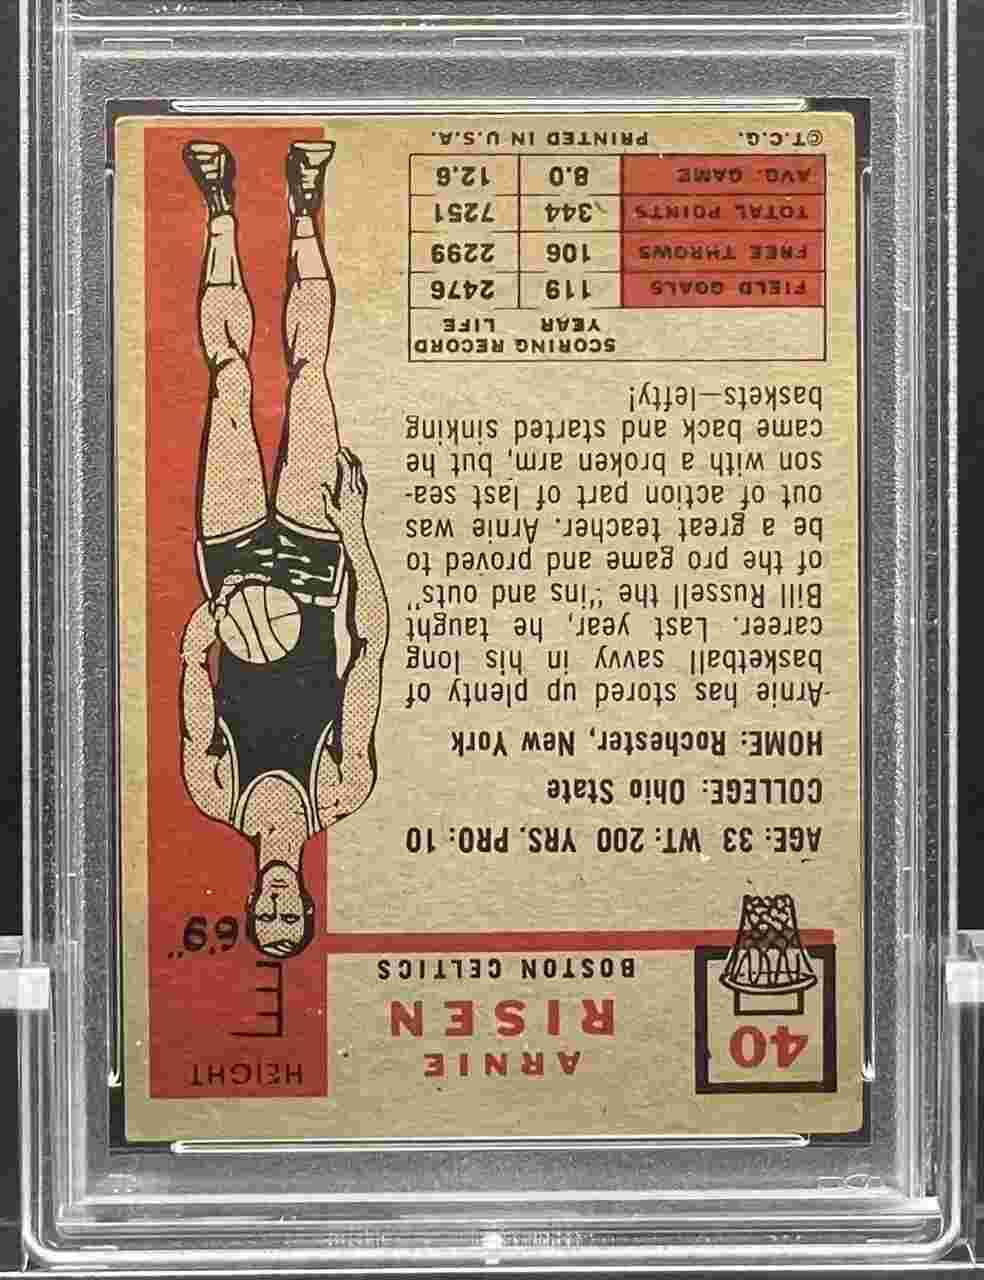 40
ARNIE
RISEN
BOSTON CELTICS
HEIGHT
6'9"
AGE: 33 WT: 200 YRS. PRO: 10
COLLEGE: Ohio State
HOME: Rochester, New York
Arnie has stored up plenty of
basketball savvy in his long
career. Last year, he taught
Bill Russell the "ins and outs"
of the pro game and proved to
be a great teacher. Arnie was
out of action part of last sea-
son with a broken arm, but he
came back and started sinking
baskets—lefty!
SCORING RECORD
YEAR LIFE
FIELD GOALS 119 2476
FREE THROWS 106 2299
TOTAL POINTS 344 7251
AVG. GAME 8.0 12.6
©T.C.G. PRINTED IN U.S.A.